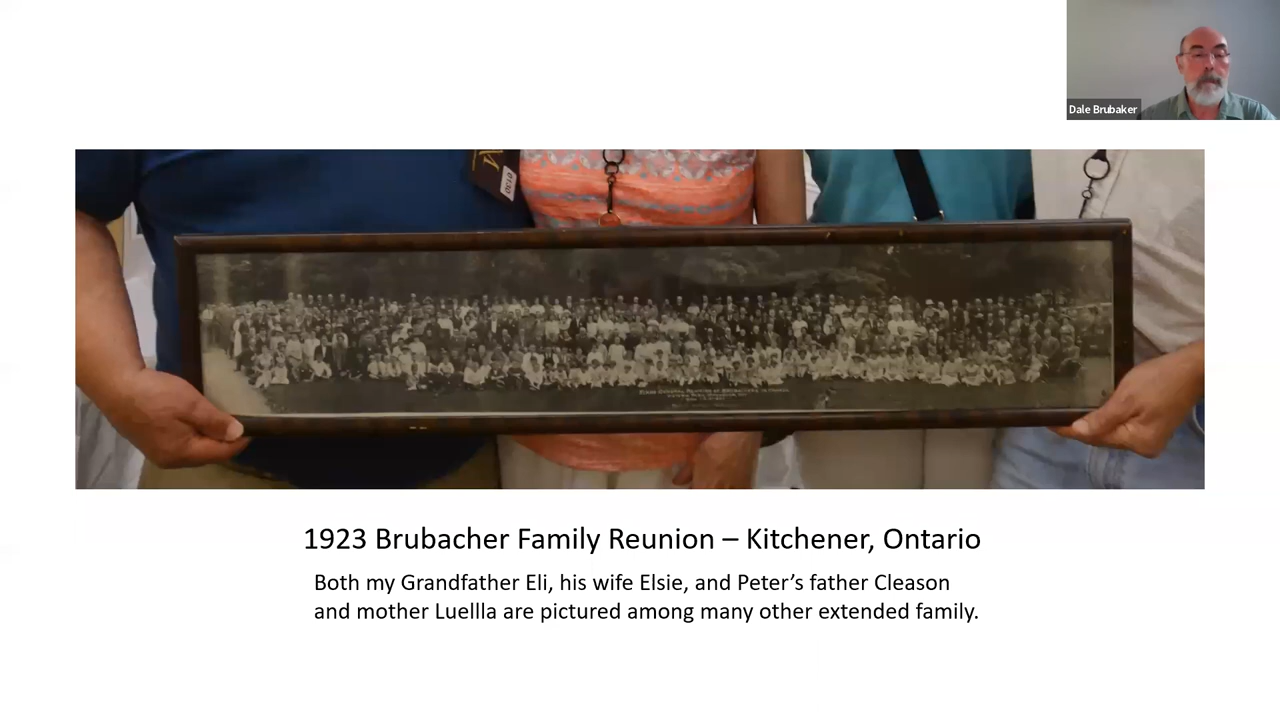 Dale Brubaker
1923 Brubacher Family Reunion – Kitchener, Ontario
Both my Grandfather Eli, his wife Elsie, and Peter’s father Cleason
and mother Luellla are pictured among many other extended family.